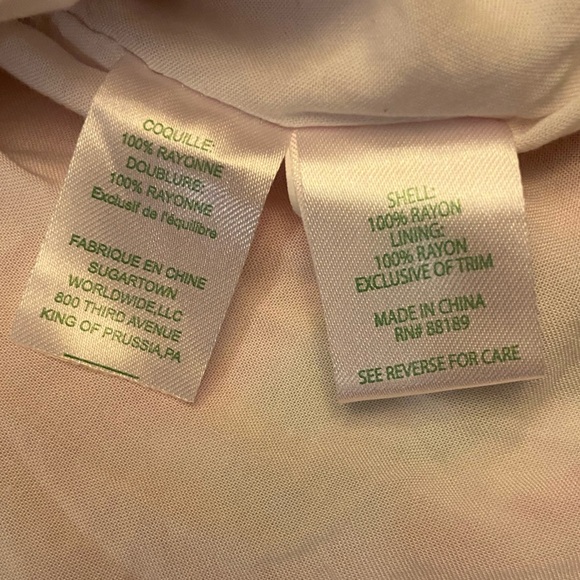 COQUILLE:
100% RAYONNE
DOUBLURE:
100% RAYONNE
Exclusif de l'équilibre
FABRIQUE EN CHINE
SUGARTOWN
WORLDWIDE,LLC
800 THIRD AVENUE
KING OF PRUSSIA,PA
SHELL:
100% RAYON
LINING:
100% RAYON
EXCLUSIVE OF TRIM
MADE IN CHINA
RN# 88189
SEE REVERSE FOR CARE